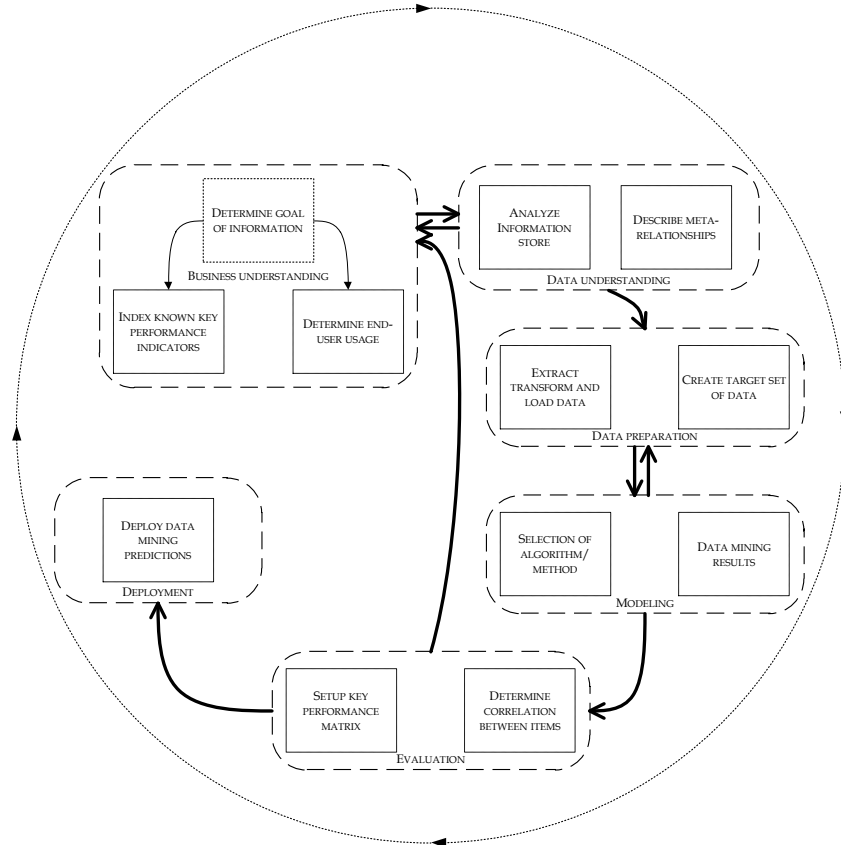 DETERMINE GOAL
OF INFORMATION
BUSINESS UNDERSTANDING
INDEX KNOWN KEY
PERFORMANCE
INDICATORS
DETERMINE END-
USER USAGE
ANALYZE
INFORMATION
STORE
DESCRIBE META-
RELATIONSHIPS
DATA UNDERSTANDING
EXTRACT
TRANSFORM AND
LOAD DATA
CREATE TARGET SET
OF DATA
DATA PREPARATION
SELECTION OF
ALGORITHM/
METHOD
DATA MINING
RESULTS
MODELING
DEPLOY DATA
MINING
PREDICTIONS
DEPLOYMENT
SETUP KEY
PERFORMANCE
MATRIX
DETERMINE
CORRELATION
BETWEEN ITEMS
EVALUATION